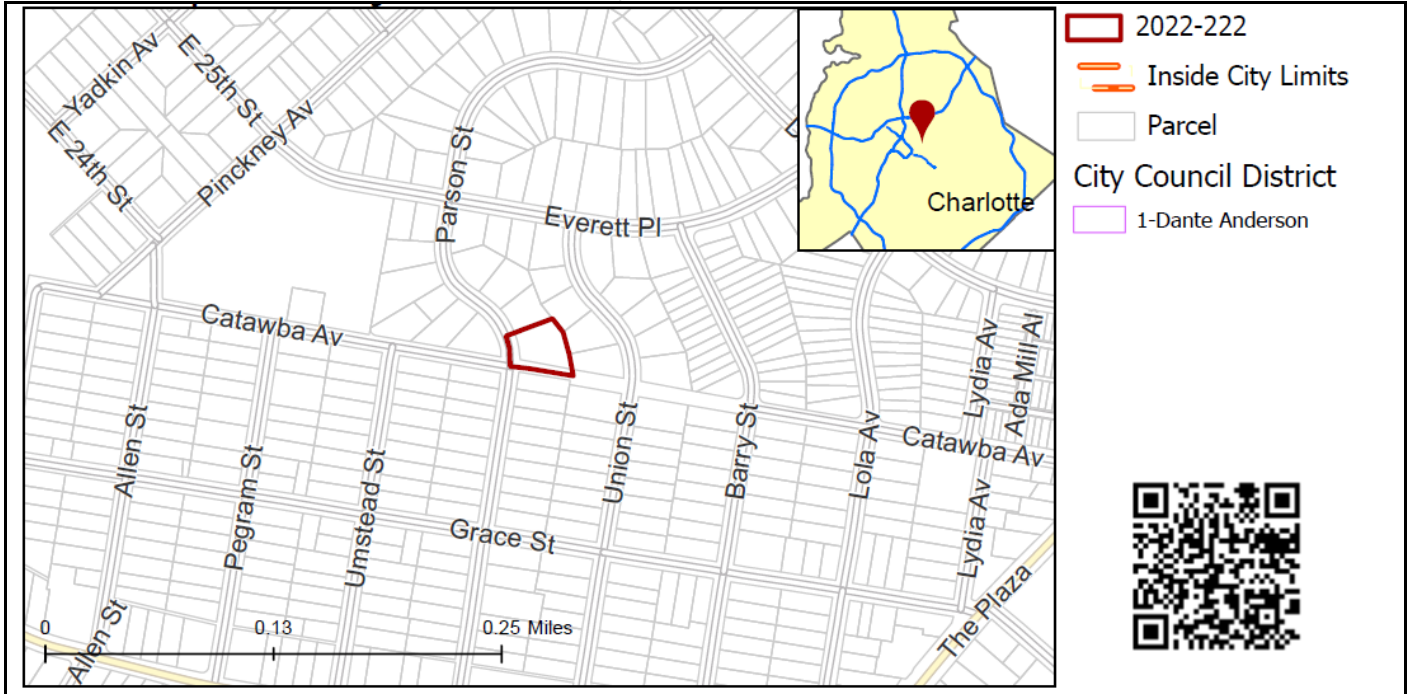 2022-222
Inside City Limits
Parcel
City Council District
1-Dante Anderson
Charlotte
Yadkin Av
E 25th St
E 24th St
Pinckney Av
Parson St
Everett Pl
Catawba Av
Allen St
Pegram St
Umstead St
Union St
Barry St
Lola Av
Lydia Av
Ada Mill Al
Catawba Av
Grace St
Lydia Av
The Plaza
Allen St
0
0.13
0.25 Miles